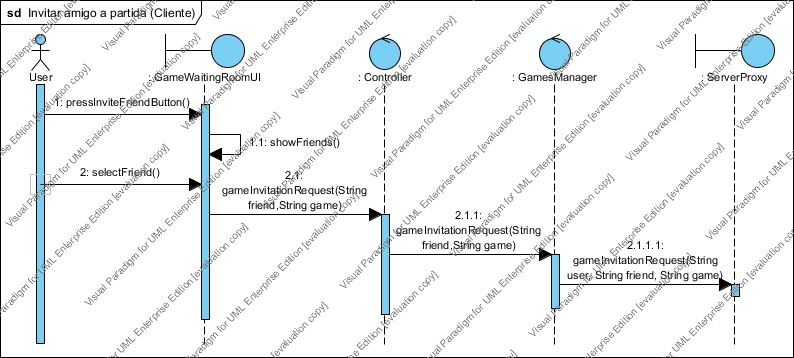 sd Invitar amigo a partida (Cliente)
User
: GameWaitingRoomUI
: Controller
: GamesManager
: ServerProxy
1: pressInviteFriendButton()
1.1: showFriends()
2: selectFriend()
2.1:
gameInvitationRequest(String
friend,String game)
2.1.1:
gameInvitationRequest(String
friend,String game)
2.1.1.1:
gameInvitationRequest(String
user, String friend, String game)
Visual Paradigm for UML Enterprise Edition [evaluation copy]